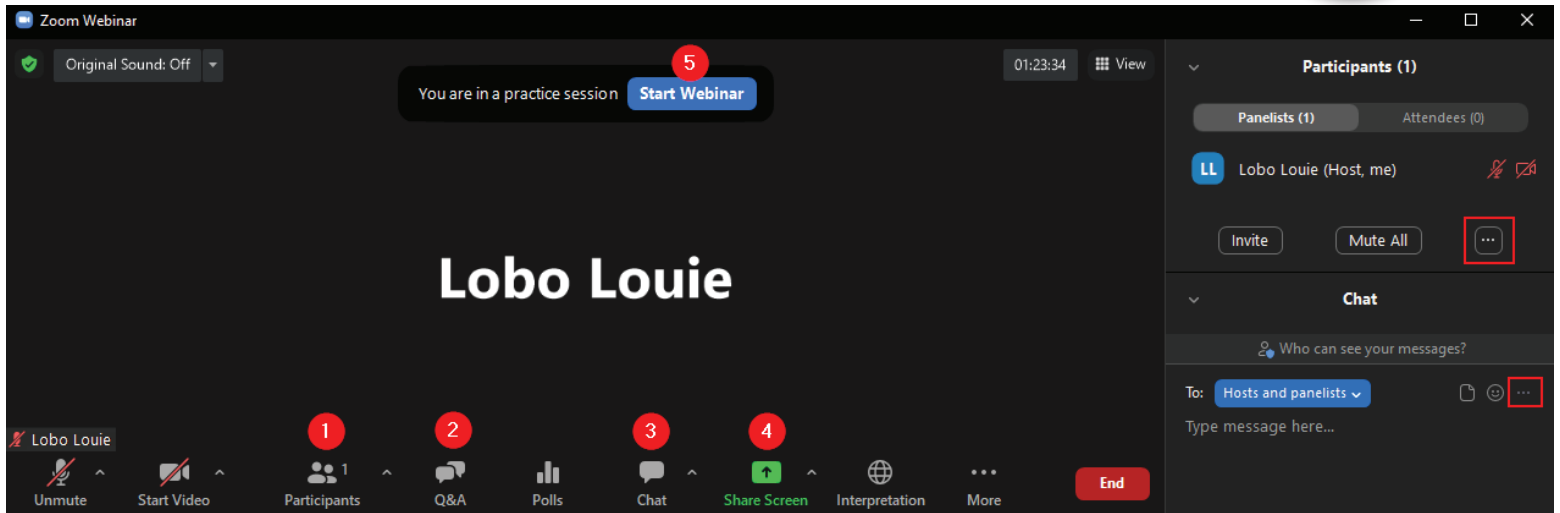 Zoom Webinar
Original Sound: Off
5
You are in a practice session Start Webinar
01:23:34 View
Lobo Louie
Lobo Louie
1 2 3 4
1
Unmute Start Video Participants Q&A Polls Chat Share Screen Interpretation More End
Participants (1)
Panelists (1) Attendees (0)
LL Lobo Louie (Host, me)
Invite Mute All ...
Chat
Who can see your messages?
To: Hosts and panelists ...
Type message here...